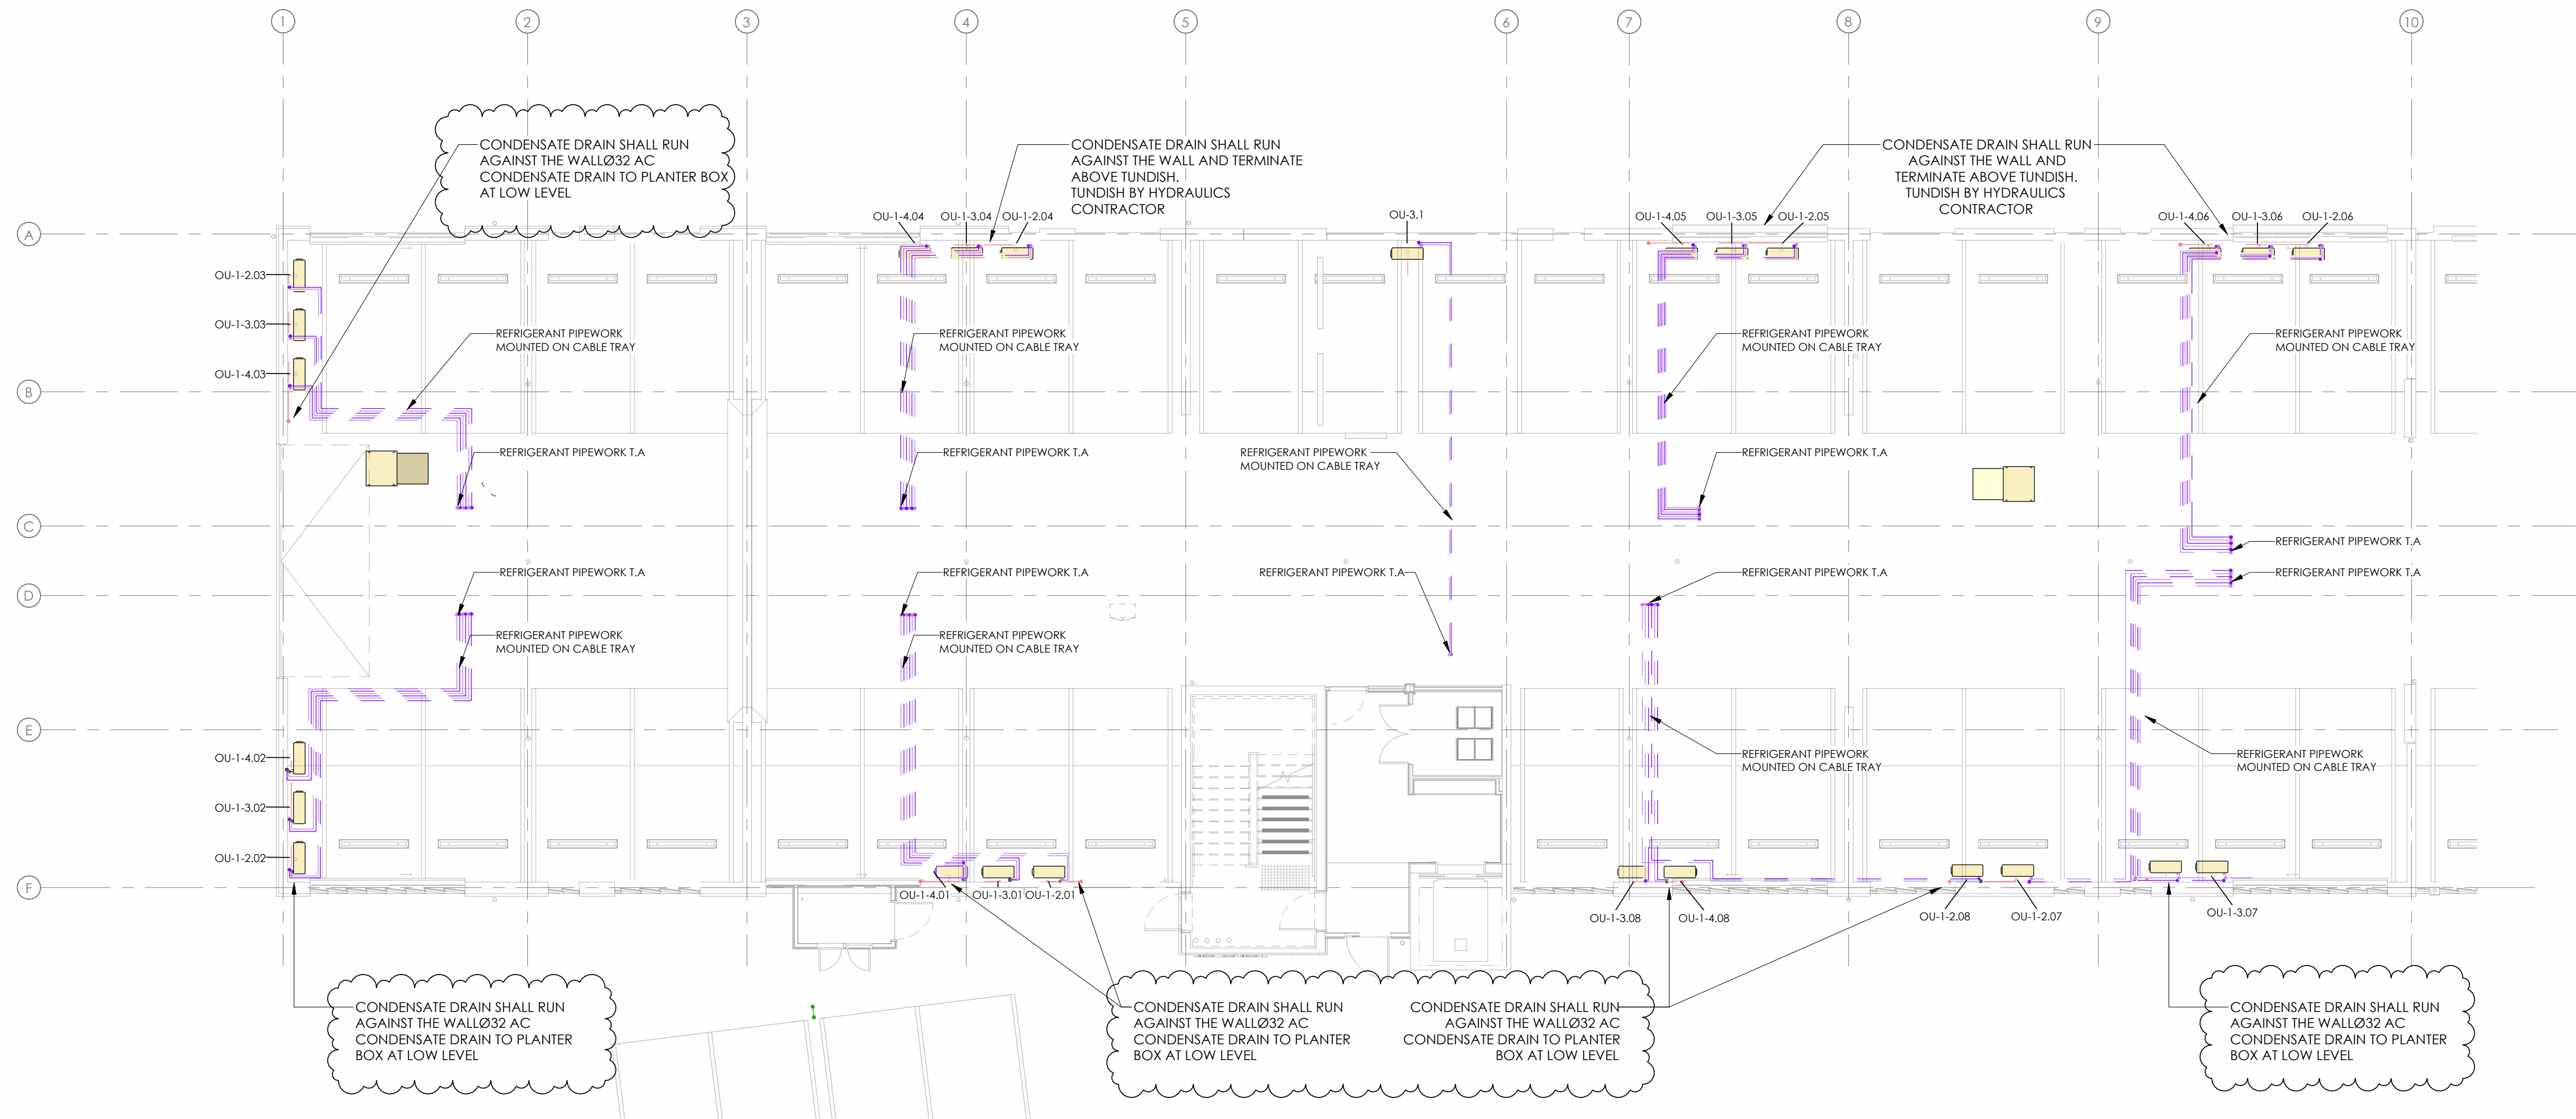 1
2
3
4
5
6
7
8
9
10
CONDENSATE DRAIN SHALL RUN
AGAINST THE WALLØ32 AC
CONDENSATE DRAIN TO PLANTER BOX
AT LOW LEVEL
CONDENSATE DRAIN SHALL RUN
AGAINST THE WALL AND TERMINATE
ABOVE TUNDISH.
TUNDISH BY HYDRAULICS
CONTRACTOR
CONDENSATE DRAIN SHALL RUN
AGAINST THE WALL AND
TERMINATE ABOVE TUNDISH.
TUNDISH BY HYDRAULICS
CONTRACTOR
OU-1-4.04
OU-1-3.04
OU-1-2.04
OU-3.1
OU-1-4.05
OU-1-3.05
OU-1-2.05
OU-1-4.06
OU-1-3.06
OU-1-2.06
A
OU-1-2.03
OU-1-3.03
OU-1-4.03
REFRIGERANT PIPEWORK
MOUNTED ON CABLE TRAY
REFRIGERANT PIPEWORK
MOUNTED ON CABLE TRAY
REFRIGERANT PIPEWORK
MOUNTED ON CABLE TRAY
REFRIGERANT PIPEWORK
MOUNTED ON CABLE TRAY
B
REFRIGERANT PIPEWORK T.A
REFRIGERANT PIPEWORK T.A
REFRIGERANT PIPEWORK
MOUNTED ON CABLE TRAY
REFRIGERANT PIPEWORK T.A
C
REFRIGERANT PIPEWORK T.A
REFRIGERANT PIPEWORK T.A
REFRIGERANT PIPEWORK T.A
REFRIGERANT PIPEWORK T.A
REFRIGERANT PIPEWORK T.A
REFRIGERANT PIPEWORK T.A
D
REFRIGERANT PIPEWORK
MOUNTED ON CABLE TRAY
REFRIGERANT PIPEWORK
MOUNTED ON CABLE TRAY
E
REFRIGERANT PIPEWORK
MOUNTED ON CABLE TRAY
REFRIGERANT PIPEWORK
MOUNTED ON CABLE TRAY
OU-1-4.02
OU-1-3.02
OU-1-2.02
F
OU-1-4.01
OU-1-3.01
OU-1-2.01
OU-1-3.08
OU-1-4.08
OU-1-2.08
OU-1-2.07
OU-1-3.07
CONDENSATE DRAIN SHALL RUN
AGAINST THE WALLØ32 AC
CONDENSATE DRAIN TO PLANTER
BOX AT LOW LEVEL
CONDENSATE DRAIN SHALL RUN
AGAINST THE WALLØ32 AC
CONDENSATE DRAIN TO PLANTER
BOX AT LOW LEVEL
CONDENSATE DRAIN SHALL RUN
AGAINST THE WALLØ32 AC
CONDENSATE DRAIN TO PLANTER
BOX AT LOW LEVEL
CONDENSATE DRAIN SHALL RUN
AGAINST THE WALLØ32 AC
CONDENSATE DRAIN TO PLANTER
BOX AT LOW LEVEL